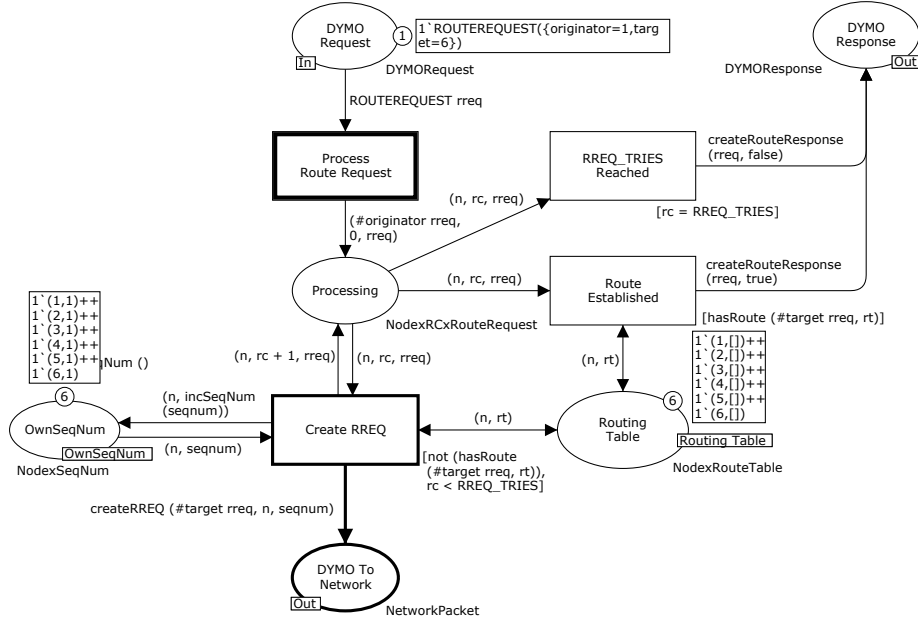 DYMO
Request
In
1
1`ROUTEREQUEST({originator=1,targ
et=6})
DYMORequest
DYMO
Response
Out
DYMOResponse
ROUTEREQUEST rreq
Process
Route Request
RREQ_TRIES
Reached
createRouteResponse
(rreq, false)
[rc = RREQ_TRIES]
(n, rc, rreq)
(#originator rreq,
0, rreq)
Processing
NodexRCxRouteRequest
(n, rc, rreq)
Route
Established
createRouteResponse
(rreq, true)
[hasRoute (#target rreq, rt)]
1`(1,1)++
1`(2,1)++
1`(3,1)++
1`(4,1)++
1`(5,1)++
1`(6,1)
Num ()
6
OwnSeqNum
OwnSeqNum
NodexSeqNum
(n, rc + 1, rreq)
(n, rc, rreq)
(n, rt)
1`(1,[])++
1`(2,[])++
1`(3,[])++
1`(4,[])++
1`(5,[])++
1`(6,[])
6
(n, incSeqNum
(seqnum))
(n, seqnum)
Create RREQ
(n, rt)
Routing
Table
Routing Table
NodexRouteTable
[not (hasRoute
(#target rreq, rt)),
rc < RREQ_TRIES]
createRREQ (#target rreq, n, seqnum)
DYMO To
Network
Out
NetworkPacket